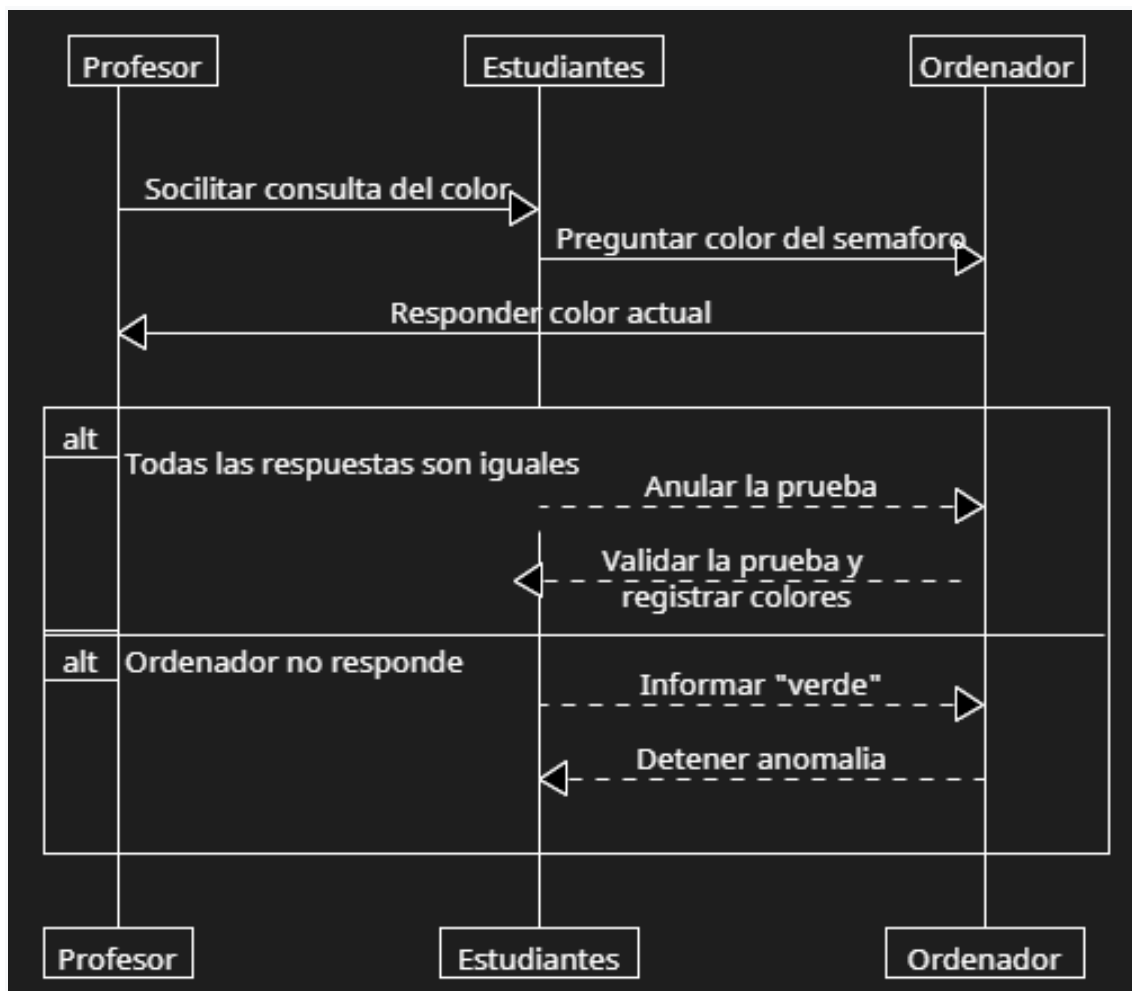 Profesor
Estudiantes
Ordenador
Socilitar consulta del color
Preguntar color del semaforo
Responder color actual
alt
Todas las respuestas son iguales
Anular la prueba
Validar la prueba y
registrar colores
alt
Ordenador no responde
Informar "verde"
Detener anomalia
Profesor
Estudiantes
Ordenador